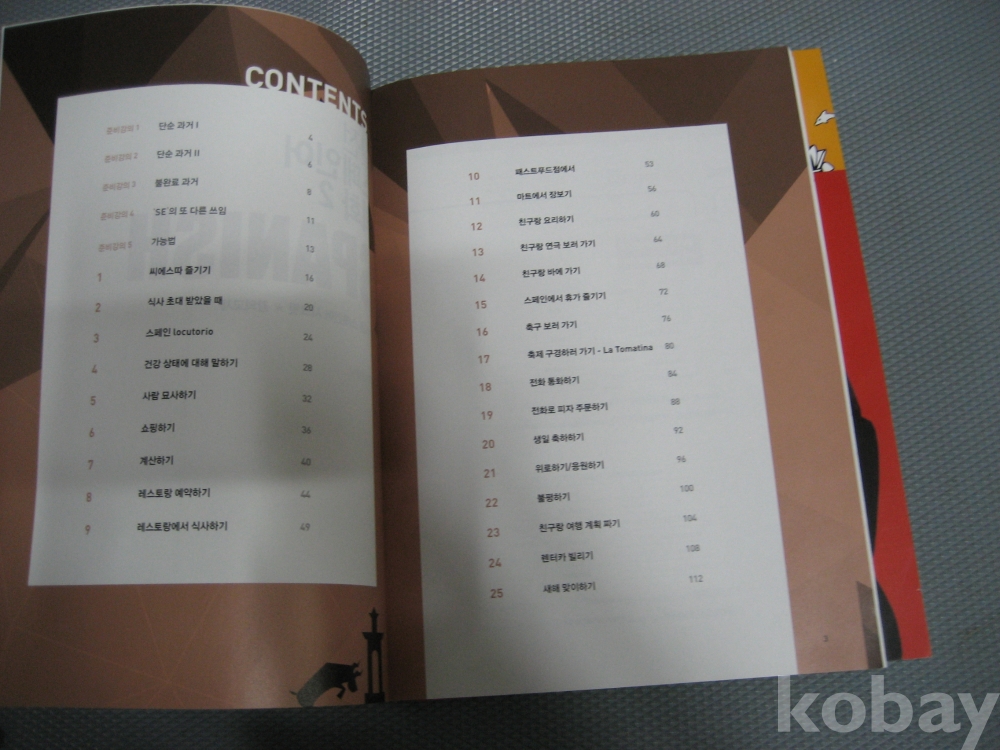 CONTENTS
준비강의 1 단순 과거 I 4
준비강의 2 단순 과거 II 6
준비강의 3 불완료 과거 8
준비강의 4 'SE'의 또 다른 쓰임 11
준비강의 5 가능법 13
1 씨에스따 즐기기 16
2 식사 초대 받았을 때 20
3 스페인 locutorio 24
4 건강 상태에 대해 말하기 28
5 사람 묘사하기 32
6 쇼핑하기 36
7 계산하기 40
8 레스토랑 예약하기 44
9 레스토랑에서 식사하기 49
10 패스트푸드점에서 53
11 마트에서 장보기 56
12 친구랑 요리하기 60
13 친구랑 연극 보러 가기 64
14 친구랑 바에 가기 68
15 스페인에서 휴가 즐기기 72
16 축구 보러 가기 76
17 축제 구경하러 가기 - La Tomatina 80
18 전화 통화하기 84
19 전화로 피자 주문하기 88
20 생일 축하하기 92
21 위로하기/응원하기 96
22 불평하기 100
23 친구랑 여행 계획 짜기 104
24 렌터카 빌리기 108
25 새해 맞이하기 112
3
kobay